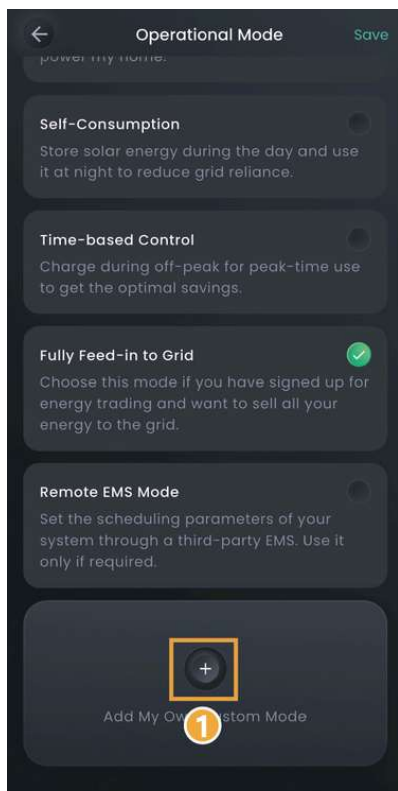 Operational Mode
Save
power my home.
Self-Consumption
Store solar energy during the day and use
it at night to reduce grid reliance.
Time-based Control
Charge during off-peak for peak-time use
to get the optimal savings.
Fully Feed-in to Grid
Choose this mode if you have signed up for
energy trading and want to sell all your
energy to the grid.
Remote EMS Mode
Set the scheduling parameters of your
system through a third-party EMS. Use it
only if required.
Add My Own Custom Mode
1